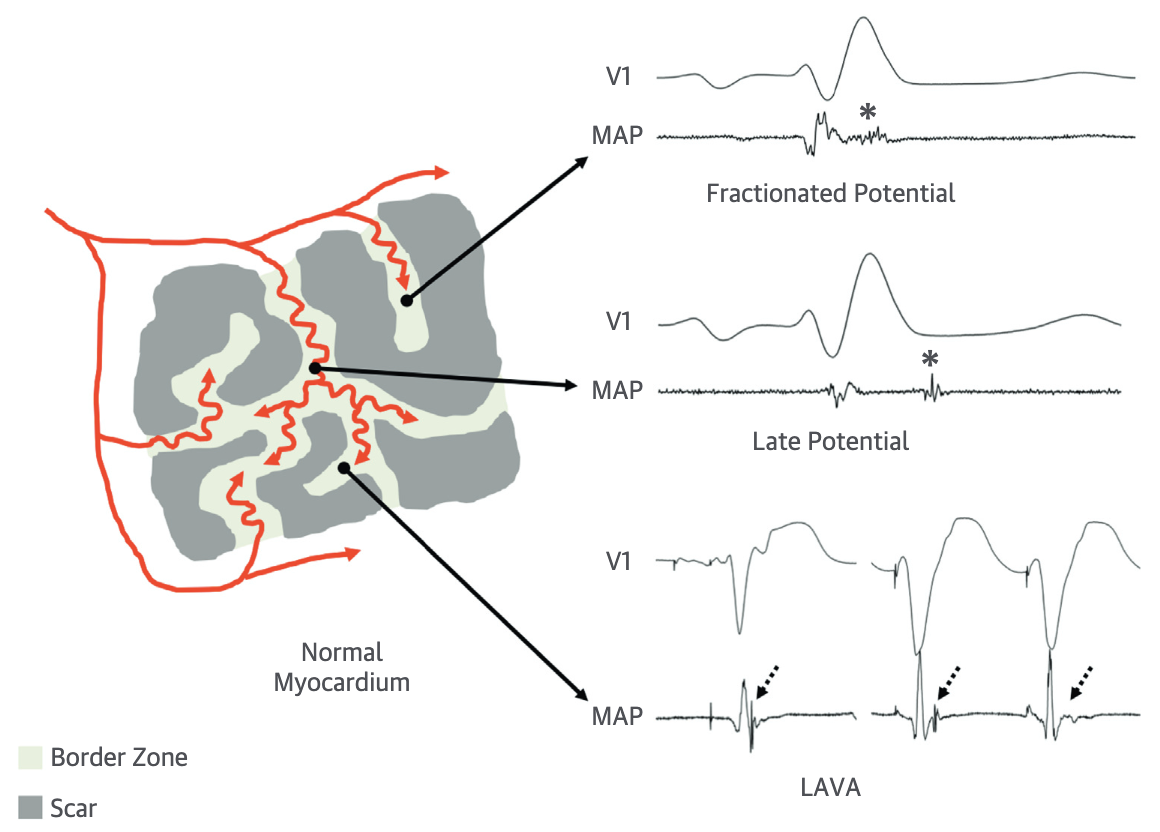 V1
*
MAP
Fractionated Potential
V1
*
MAP
Late Potential
V1
MAP
LAVA
Normal
Myocardium
Border Zone
Scar